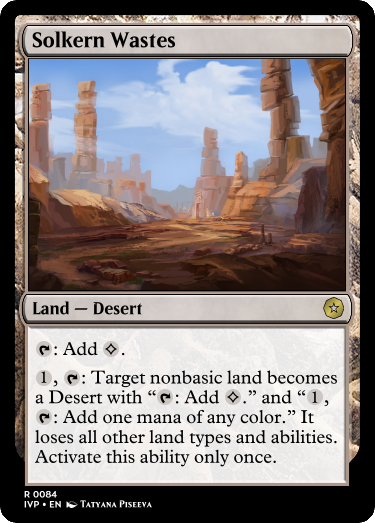 Solkern Wastes
Land — Desert
: Add .
1, : Target nonbasic land becomes
a Desert with “: Add .” and “1,
: Add one mana of any color.” It
loses all other land types and abilities.
Activate this ability only once.
R 0084
IVP • EN Tatyana Piseeva